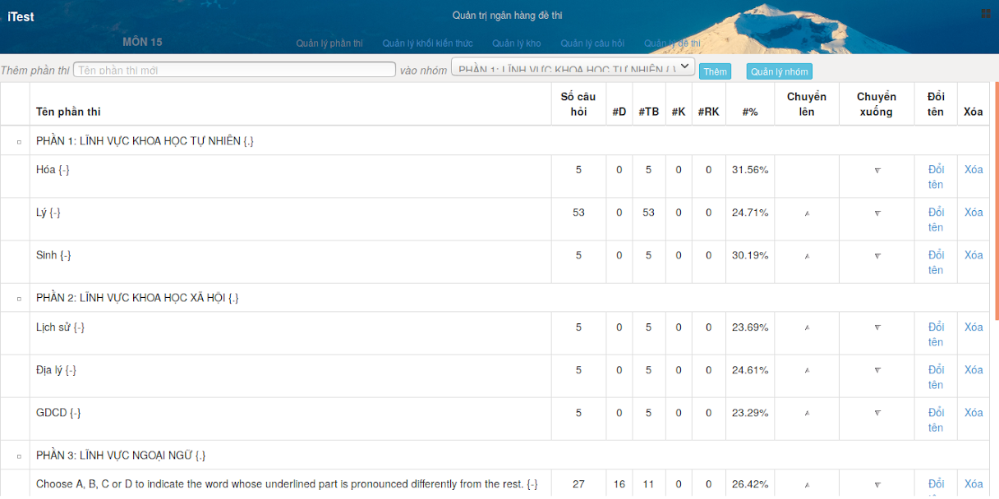 iTest
Quản trị ngân hàng đề thi
MÔN 15
Quản lý phần thi Quản lý khối kiến thức Quản lý kho Quản lý câu hỏi Quản lý đề thi
Thêm phần thi Tên phần thi mới vào nhóm PHẦN 1: LĨNH VỰC KHOA HỌC TỰ NHIÊN {.} Thêm Quản lý nhóm
Tên phần thi Số câu hỏi #D #TB #K #RK #% Chuyển lên Chuyển xuống Đổi tên Xóa
PHẦN 1: LĨNH VỰC KHOA HỌC TỰ NHIÊN {.}
Hóa {-} 5 0 5 0 0 31.56% Đổi tên Xóa
Lý {-} 53 0 53 0 0 24.71% Đổi tên Xóa
Sinh {-} 5 0 5 0 0 30.19% Đổi tên Xóa
PHẦN 2: LĨNH VỰC KHOA HỌC XÃ HỘI {.}
Lịch sử {-} 5 0 5 0 0 23.69% Đổi tên Xóa
Địa lý {-} 5 0 5 0 0 24.61% Đổi tên Xóa
GDCD {-} 5 0 5 0 0 23.29% Đổi tên Xóa
PHẦN 3: LĨNH VỰC NGOẠI NGỮ {.}
Choose A, B, C or D to indicate the word whose underlined part is pronounced differently from the rest. {-} 27 16 11 0 0 26.42% Đổi Xóa